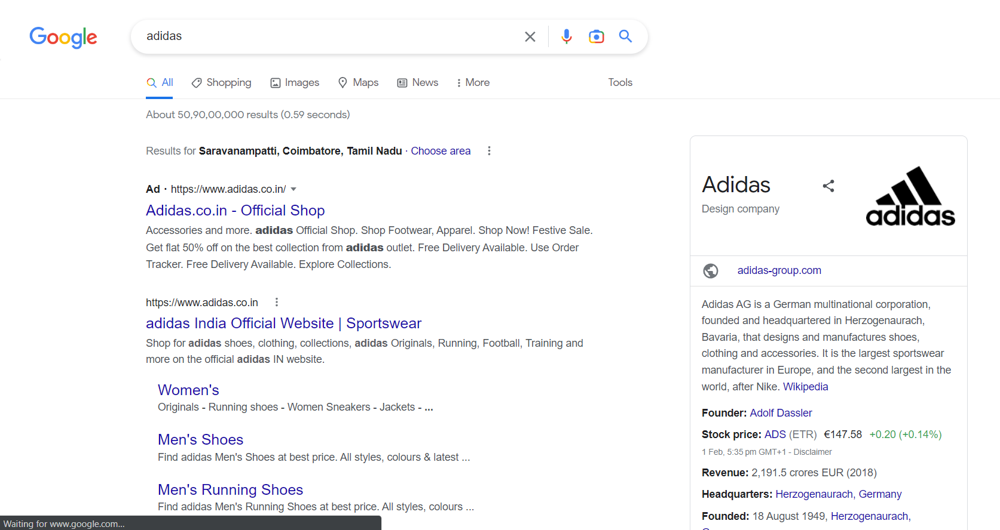 Google
adidas
All
Shopping
Images
Maps
News
More
Tools
About 50,90,00,000 results (0.59 seconds)
Results for Saravanampatti, Coimbatore, Tamil Nadu · Choose area
Ad · https://www.adidas.co.in/
Adidas.co.in - Official Shop
Accessories and more. adidas Official Shop. Shop Footwear, Apparel. Shop Now! Festive Sale.
Get flat 50% off on the best collection from adidas outlet. Free Delivery Available. Use Order
Tracker. Free Delivery Available. Explore Collections.
https://www.adidas.co.in
adidas India Official Website | Sportswear
Shop for adidas shoes, clothing, collections, adidas Originals, Running, Football, Training and
more on the official adidas IN website.
Women's
Originals - Running shoes - Women Sneakers - Jackets - ...
Men's Shoes
Find adidas Men's Shoes at best price. All styles, colours & latest ...
Men's Running Shoes
Find adidas Men's Running Shoes at best price. All styles, colours ...
Waiting for www.google.com...
Adidas
Design company
adidas
adidas-group.com
Adidas AG is a German multinational corporation,
founded and headquartered in Herzogenaurach,
Bavaria, that designs and manufactures shoes,
clothing and accessories. It is the largest sportswear
manufacturer in Europe, and the second largest in the
world, after Nike. Wikipedia
Founder: Adolf Dassler
Stock price: ADS (ETR) €147.58 +0.20 (+0.14%)
1 Feb, 5:35 pm GMT+1 - Disclaimer
Revenue: 2,191.5 crores EUR (2018)
Headquarters: Herzogenaurach, Germany
Founded: 18 August 1949, Herzogenaurach,